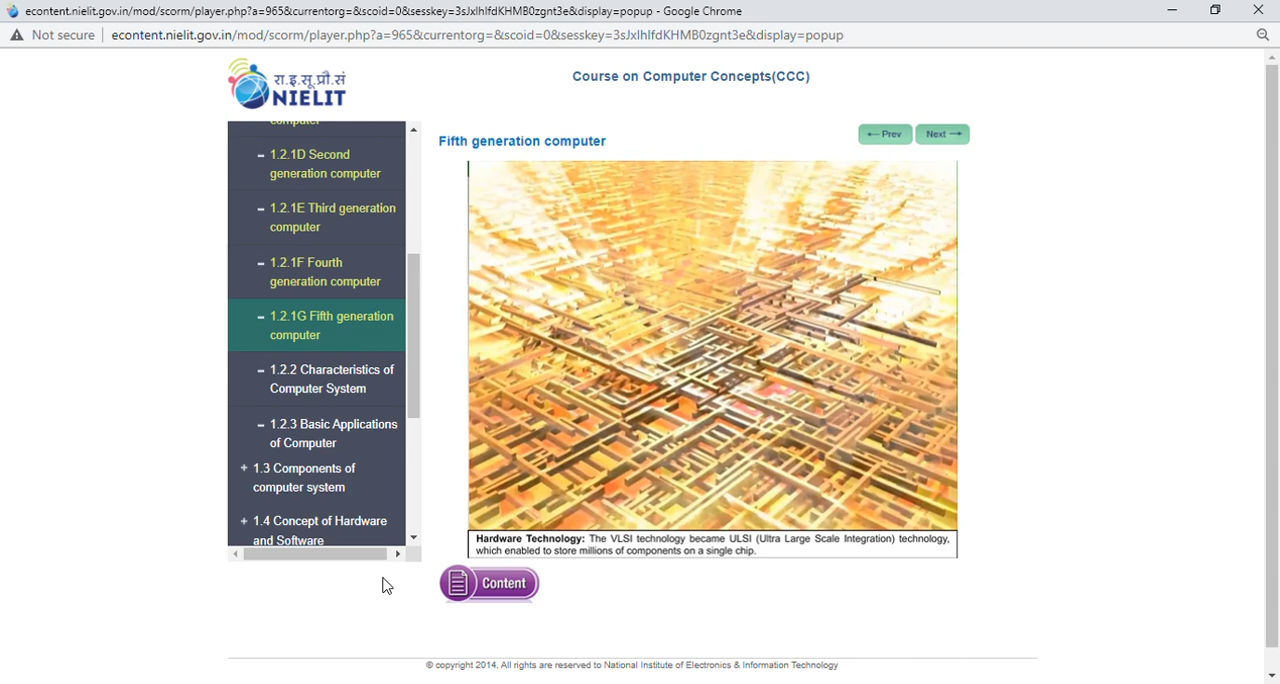 econtent.nielit.gov.in/mod/scorm/player.php?a=965&currentorg=&scoid=0&sesskey=3sJxlhIfdKHMB0zgnt3e&display=popup - Google Chrome
Not secure
econtent.nielit.gov.in/mod/scorm/player.php?a=965&currentorg=&scoid=0&sesskey=3sJxlhIfdKHMB0zgnt3e&display=popup
रा.इ.सू.प्रौ.सं
NIELIT
Course on Computer Concepts(CCC)
computer
- 1.2.1D Second
generation computer
- 1.2.1E Third generation
computer
- 1.2.1F Fourth
generation computer
- 1.2.1G Fifth generation
computer
- 1.2.2 Characteristics of
Computer System
- 1.2.3 Basic Applications
of Computer
+ 1.3 Components of
computer system
+ 1.4 Concept of Hardware
and Software
Fifth generation computer
← Prev
Next →
Hardware Technology: The VLSI technology became ULSI (Ultra Large Scale Integration) technology,
which enabled to store millions of components on a single chip.
Content
© copyright 2014, All rights are reserved to National Institute of Electronics & Information Technology